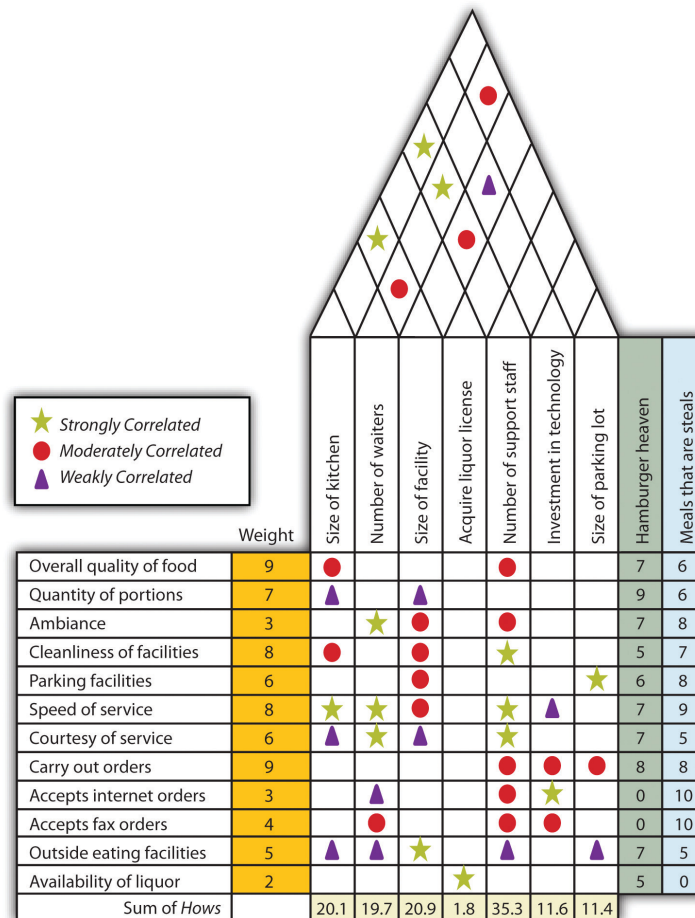 Strongly Correlated
Moderately Correlated
Weakly Correlated
Size of kitchen
Number of waiters
Size of facility
Acquire liquor license
Number of support staff
Investment in technology
Size of parking lot
Hamburger heaven
Meals that are steals
Weight
Overall quality of food 9 7 6
Quantity of portions 7 9 6
Ambiance 3 7 8
Cleanliness of facilities 8 5 7
Parking facilities 6 6 8
Speed of service 8 7 9
Courtesy of service 6 7 5
Carry out orders 9 8 8
Accepts internet orders 3 0 10
Accepts fax orders 4 0 10
Outside eating facilities 5 7 5
Availability of liquor 2 5 0
Sum of Hows 20.1 19.7 20.9 1.8 35.3 11.6 11.4